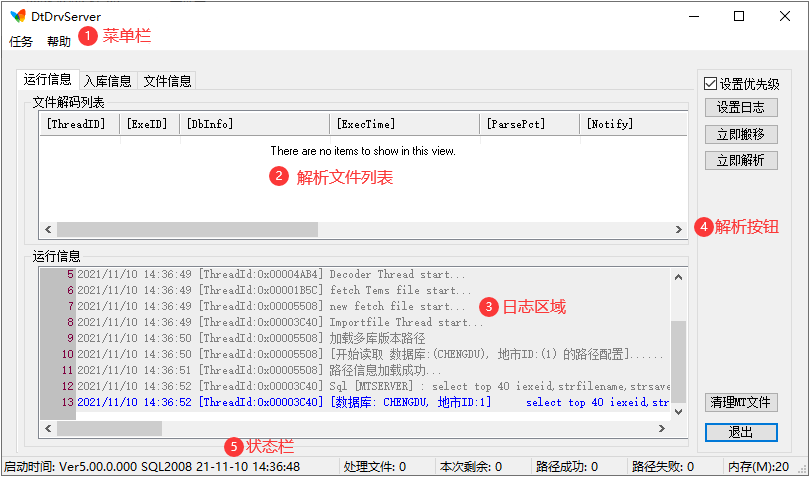 DtDrvServer
任务 帮助 1 菜单栏
运行信息 入库信息 文件信息
设置优先级
文件解码列表
设置日志
[ThreadID] [ExeID] [DbInfo] [ExecTime] [ParsePct] [Notify]
立即搬移
There are no items to show in this view.
立即解析
2 解析文件列表
4 解析按钮
运行信息
5 2021/11/10 14:36:49 [ThreadId:0x00004AB4] Decoder Thread start...
6 2021/11/10 14:36:49 [ThreadId:0x00001B5C] fetch Tems file start...
7 2021/11/10 14:36:49 [ThreadId:0x00005508] new fetch file start...
3 日志区域
8 2021/11/10 14:36:49 [ThreadId:0x00003C40] Importfile Thread start...
9 2021/11/10 14:36:50 [ThreadId:0x00005508] 加载多库版本路径
10 2021/11/10 14:36:50 [ThreadId:0x00005508] [开始读取 数据库:(CHENGDU), 地市ID:(1) 的路径配置]......
11 2021/11/10 14:36:51 [ThreadId:0x00005508] 路径信息加载成功...
12 2021/11/10 14:36:52 [ThreadId:0x00003C40] Sql [MTSERVER] : select top 40 iexeid,strfilename,strsave
13 2021/11/10 14:36:52 [ThreadId:0x00003C40] [数据库: CHENGDU, 地市ID:1] select top 40 iexeid,str
清理MT文件
退出
5 状态栏
启动时间: Ver5.00.0.000 SQL2008 21-11-10 14:36:48 处理文件: 0 本次剩余: 0 路径成功: 0 路径失败: 0 内存(M):20